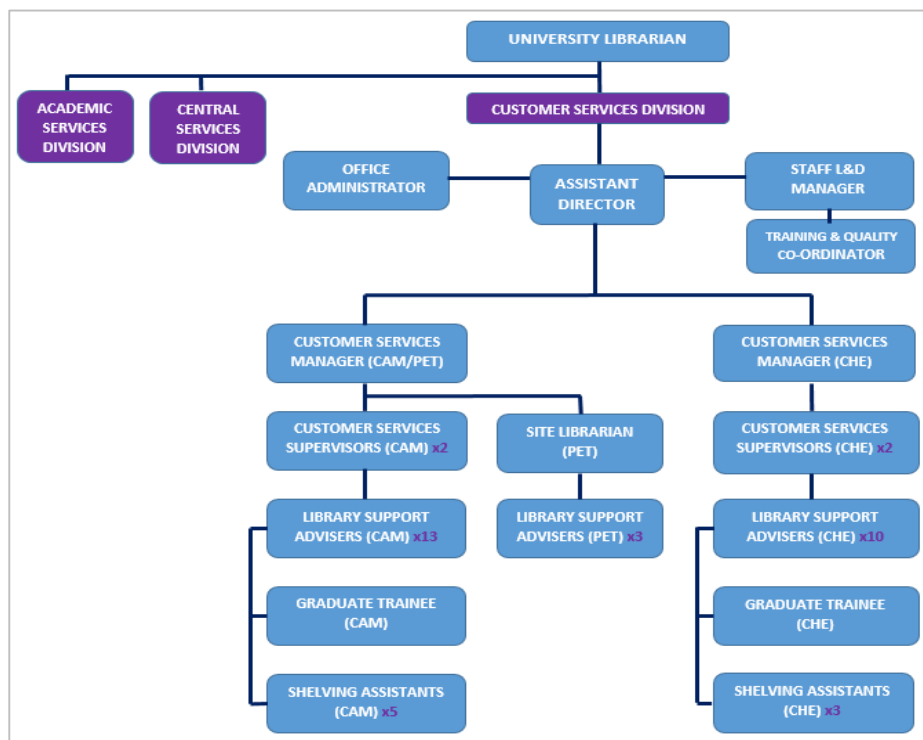 UNIVERSITY LIBRARIAN
ACADEMIC
SERVICES
DIVISION
CENTRAL
SERVICES
DIVISION
CUSTOMER SERVICES DIVISION
OFFICE
ADMINISTRATOR
ASSISTANT
DIRECTOR
STAFF L&D
MANAGER
TRAINING & QUALITY
CO-ORDINATOR
CUSTOMER SERVICES
MANAGER (CAM/PET)
CUSTOMER SERVICES
MANAGER (CHE)
CUSTOMER SERVICES
SUPERVISORS (CAM) x2
SITE LIBRARIAN
(PET)
CUSTOMER SERVICES
SUPERVISORS (CHE) x2
LIBRARY SUPPORT
ADVISERS (CAM) x13
LIBRARY SUPPORT
ADVISERS (PET) x3
LIBRARY SUPPORT
ADVISERS (CHE) x10
GRADUATE TRAINEE
(CAM)
GRADUATE TRAINEE
(CHE)
SHELVING ASSISTANTS
(CAM) x5
SHELVING ASSISTANTS
(CHE) x3